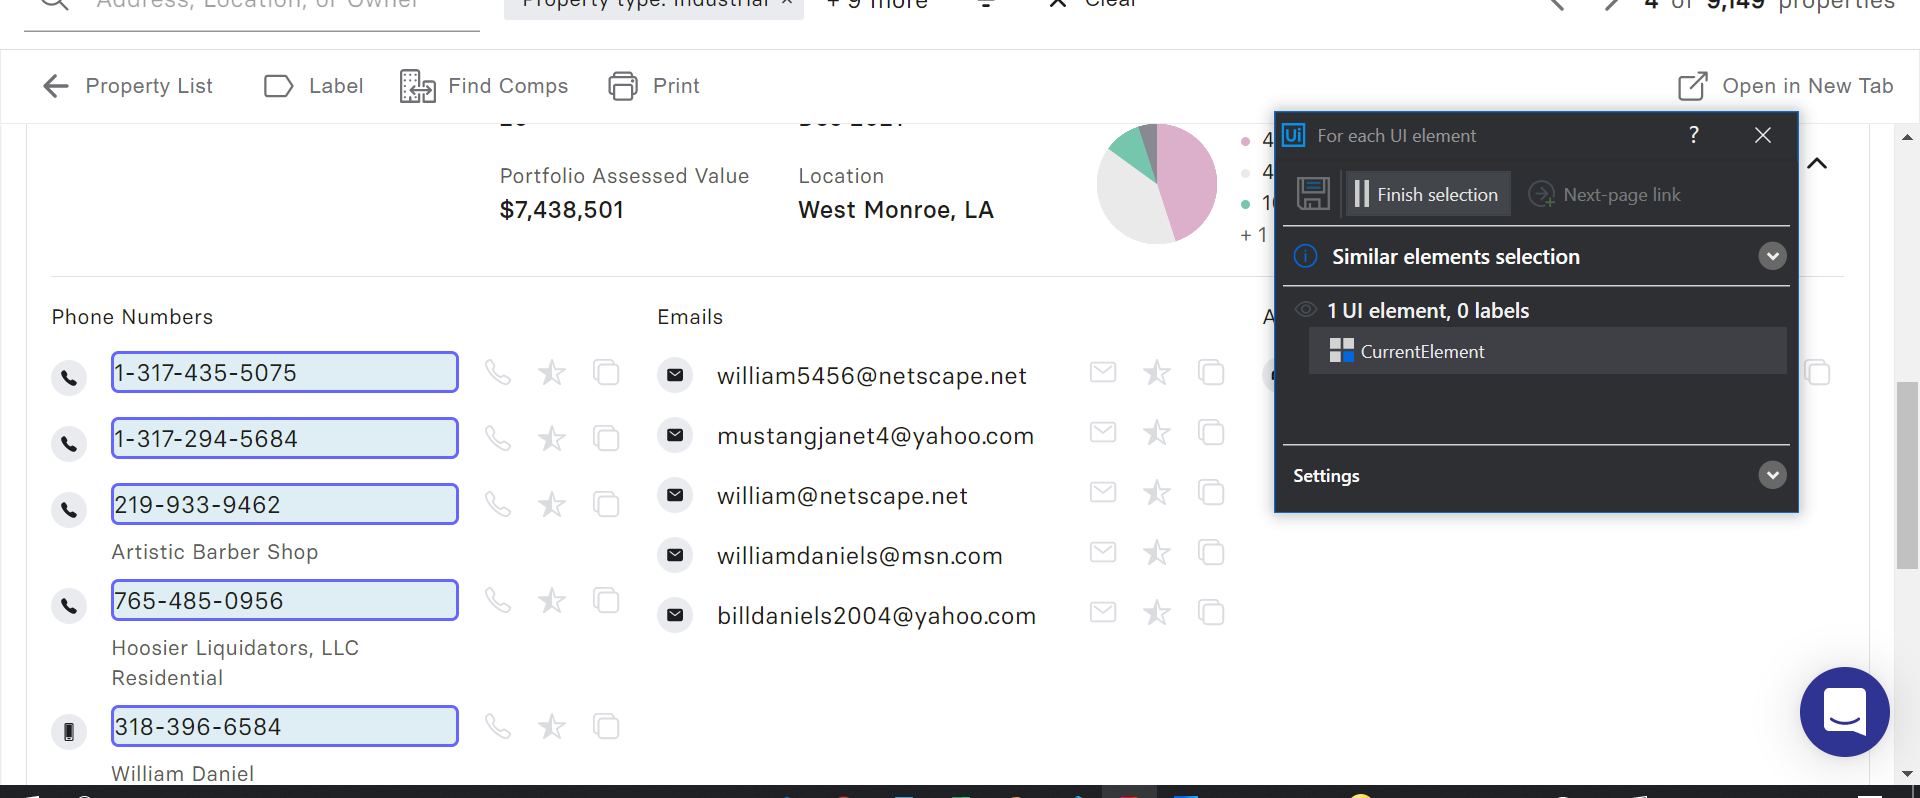 Address, Location, or Owner
Property type: Industrial ×
+ 9 more
Clear
4 of 9,149 properties
Property List
Label
Find Comps
Print
Open in New Tab
Portfolio Assessed Value
$7,438,501
Location
West Monroe, LA
4
4
+ 1
Phone Numbers
1-317-435-5075
1-317-294-5684
219-933-9462
Artistic Barber Shop
765-485-0956
Hoosier Liquidators, LLC
Residential
318-396-6584
William Daniel
Emails
william5456@netscape.net
mustangjanet4@yahoo.com
william@netscape.net
williamdaniels@msn.com
billdaniels2004@yahoo.com
A
Ui For each UI element ?
Finish selection
Next-page link
Similar elements selection
1 UI element, 0 labels
CurrentElement
Settings